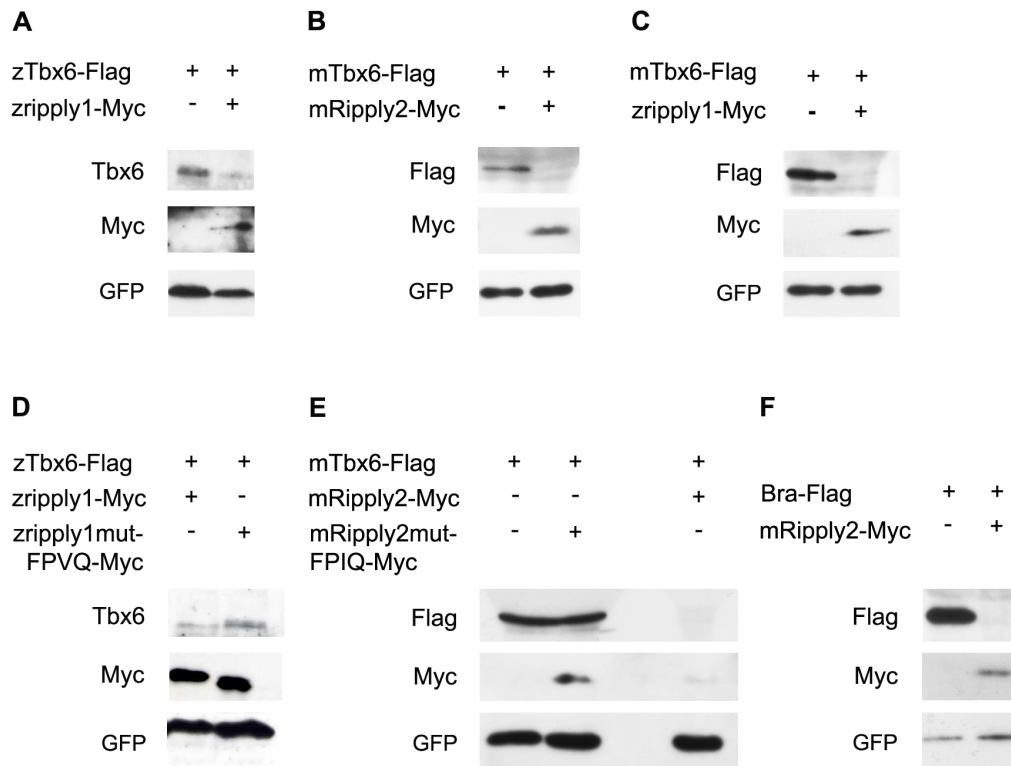 A
zTbx6-Flag + +
zripply1-Myc - +
Tbx6
Myc
GFP
B
mTbx6-Flag + +
mRipply2-Myc - +
Flag
Myc
GFP
C
mTbx6-Flag + +
zripply1-Myc - +
Flag
Myc
GFP
D
zTbx6-Flag + +
zripply1-Myc + -
zripply1mut- - +
FPVQ-Myc
Tbx6
Myc
GFP
E
mTbx6-Flag + + +
mRipply2-Myc - - +
mRipply2mut- - + -
FPIQ-Myc
Flag
Myc
GFP
F
Bra-Flag + +
mRipply2-Myc - +
Flag
Myc
GFP